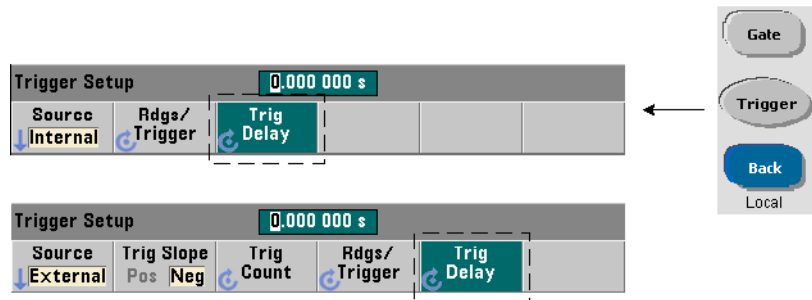 Trigger Setup 0.000 000 s
Source Rdgs/ Trig
Internal Trigger Delay
Gate
Trigger
Back
Local
Trigger Setup 0.000 000 s
Source Trig Slope Trig Rdgs/ Trig
External Pos Neg Count Trigger Delay